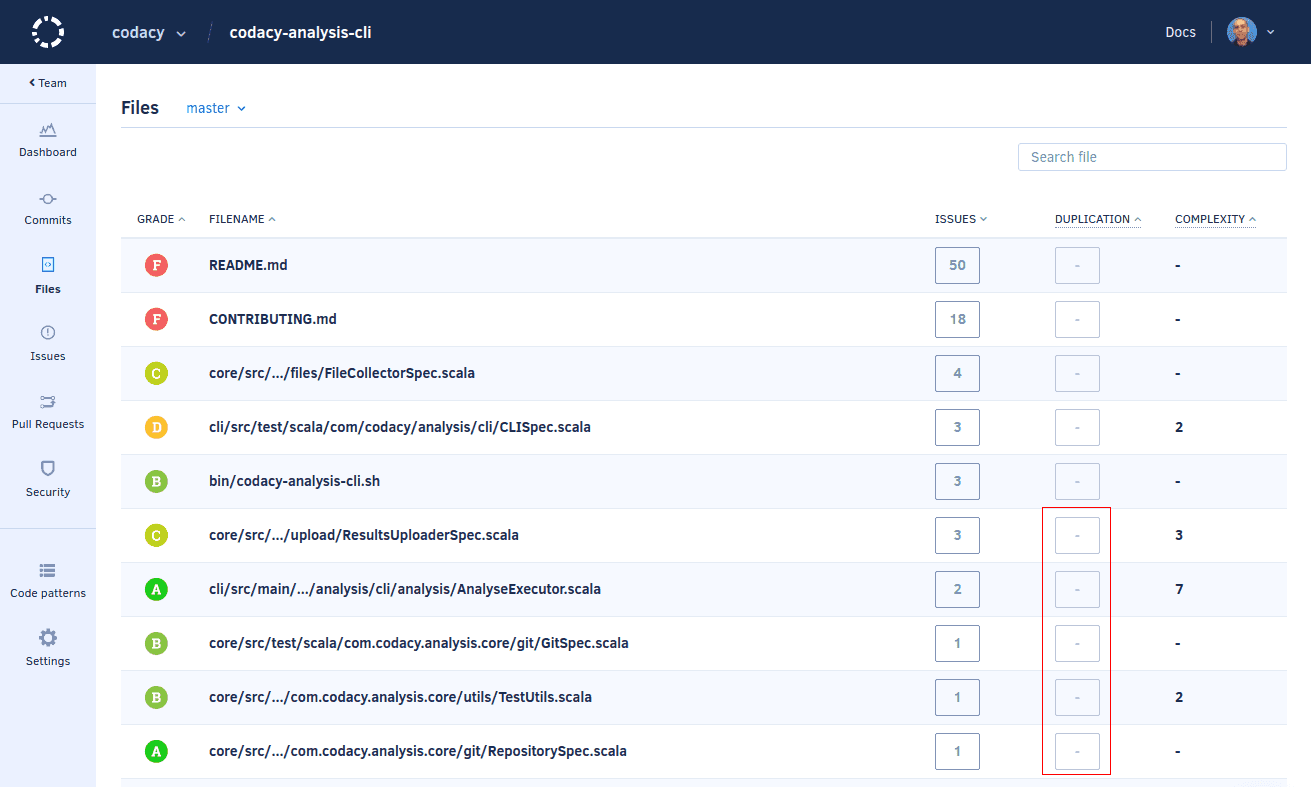 codacy / codacy-analysis-cli Docs
Team
Files master
Search file
Dashboard
Commits
Files
Issues
Pull Requests
Security
Code patterns
Settings
GRADE FILENAME ISSUES DUPLICATION COMPLEXITY
F README.md 50 - -
F CONTRIBUTING.md 18 - -
C core/src/.../files/FileCollectorSpec.scala 4 - -
D cli/src/test/scala/com/codacy/analysis/cli/CLISpec.scala 3 - 2
B bin/codacy-analysis-cli.sh 3 - -
C core/src/.../upload/ResultsUploaderSpec.scala 3 - 3
A cli/src/main/.../analysis/cli/analysis/AnalyseExecutor.scala 2 - 7
B core/src/test/scala/com.codacy.analysis.core/git/GitSpec.scala 1 - -
B core/src/.../com.codacy.analysis.core/utils/TestUtils.scala 1 - 2
A core/src/.../com.codacy.analysis.core/git/RepositorySpec.scala 1 - -